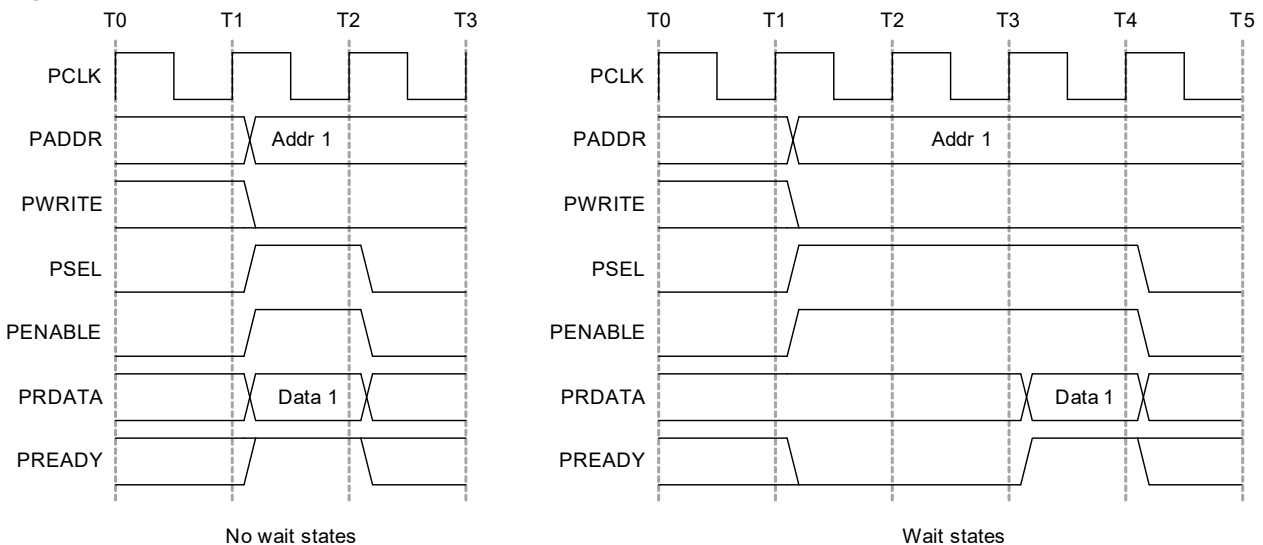 T0 T1 T2 T3 T0 T1 T2 T3 T4 T5
PCLK PCLK
PADDR Addr 1 PADDR Addr 1
PWRITE PWRITE
PSEL PSEL
PENABLE PENABLE
PRDATA Data 1 PRDATA Data 1
PREADY PREADY
No wait states Wait states